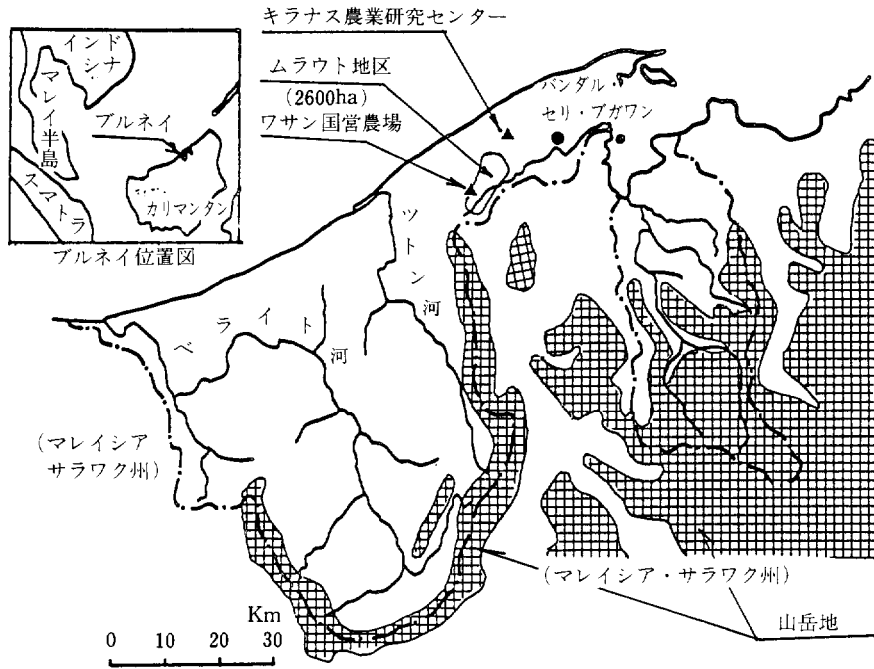 インド
シナ
マレイ半島
ブルネイ
スマトラ
カリマンタン
ブルネイ位置図
キラナス農業研究センター
ムラウト地区
(2600ha)
ワサン国営農場
バンダル・
セリ・ブガワン
ツトン河
ベライト河
(マレイシア
サラワク州)
(マレイシア・サラワク州)
山岳地
Km
0 10 20 30